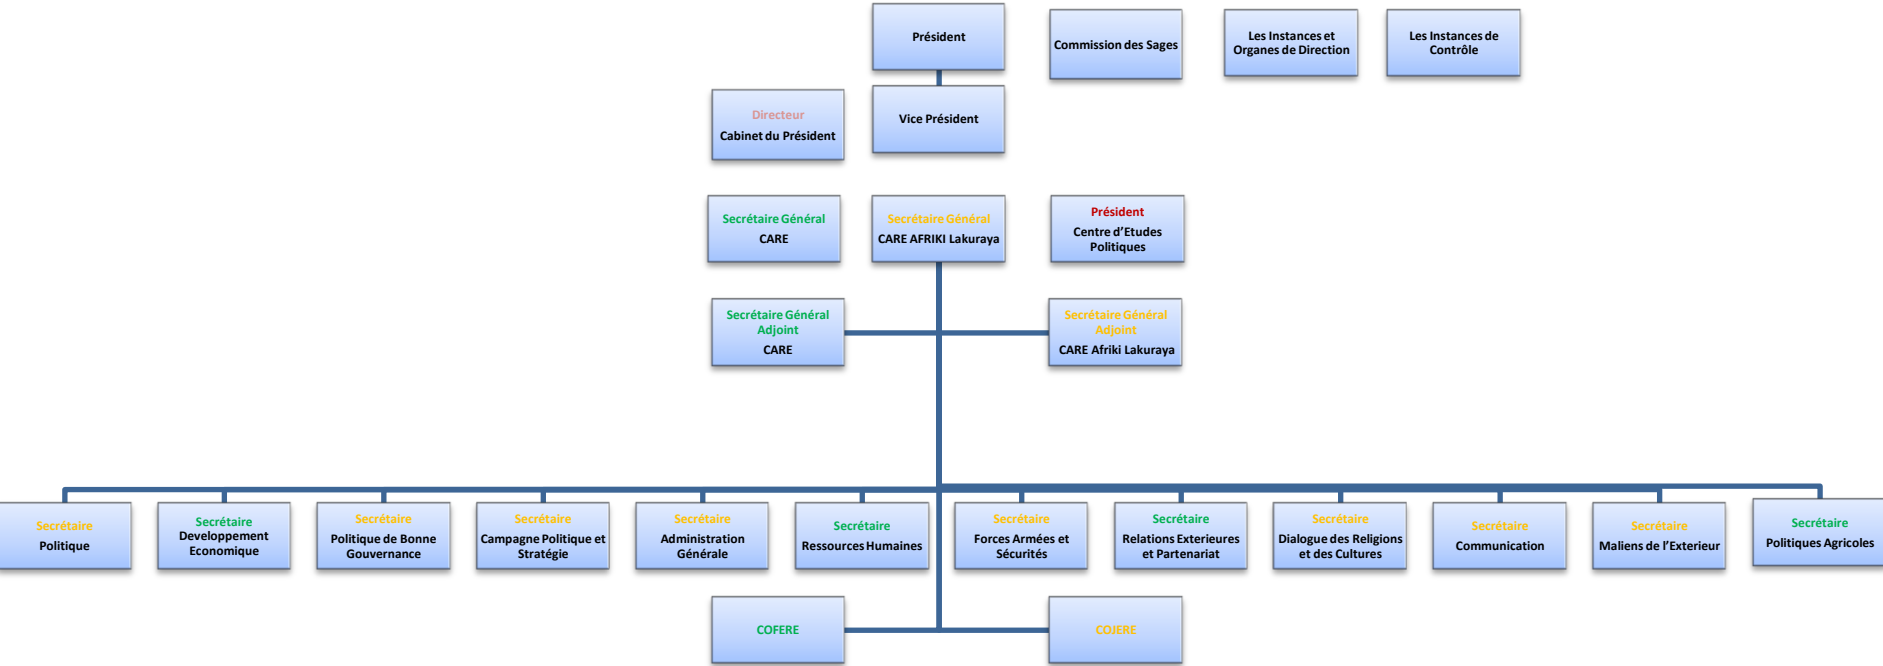 Président
Commission des Sages
Les Instances et
Organes de Direction
Les Instances de
Contrôle
Directeur
Cabinet du Président
Vice Président
Secrétaire Général
CARE
Secrétaire Général
CARE AFRIKI Lakuraya
Président
Centre d'Etudes
Politiques
Secrétaire Général
Adjoint
CARE
Secrétaire Général
Adjoint
CARE Afriki Lakuraya
Secrétaire
Politique
Secrétaire
Developpement
Economique
Secrétaire
Politique de Bonne
Gouvernance
Secrétaire
Campagne Politique et
Stratégie
Secrétaire
Administration
Générale
Secrétaire
Ressources Humaines
Secrétaire
Forces Armées et
Sécurités
Secrétaire
Relations Exterieures
et Partenariat
Secrétaire
Dialogue des Religions
et des Cultures
Secrétaire
Communication
Secrétaire
Maliens de l'Exterieur
Secrétaire
Politiques Agricoles
COFERE
COJERE